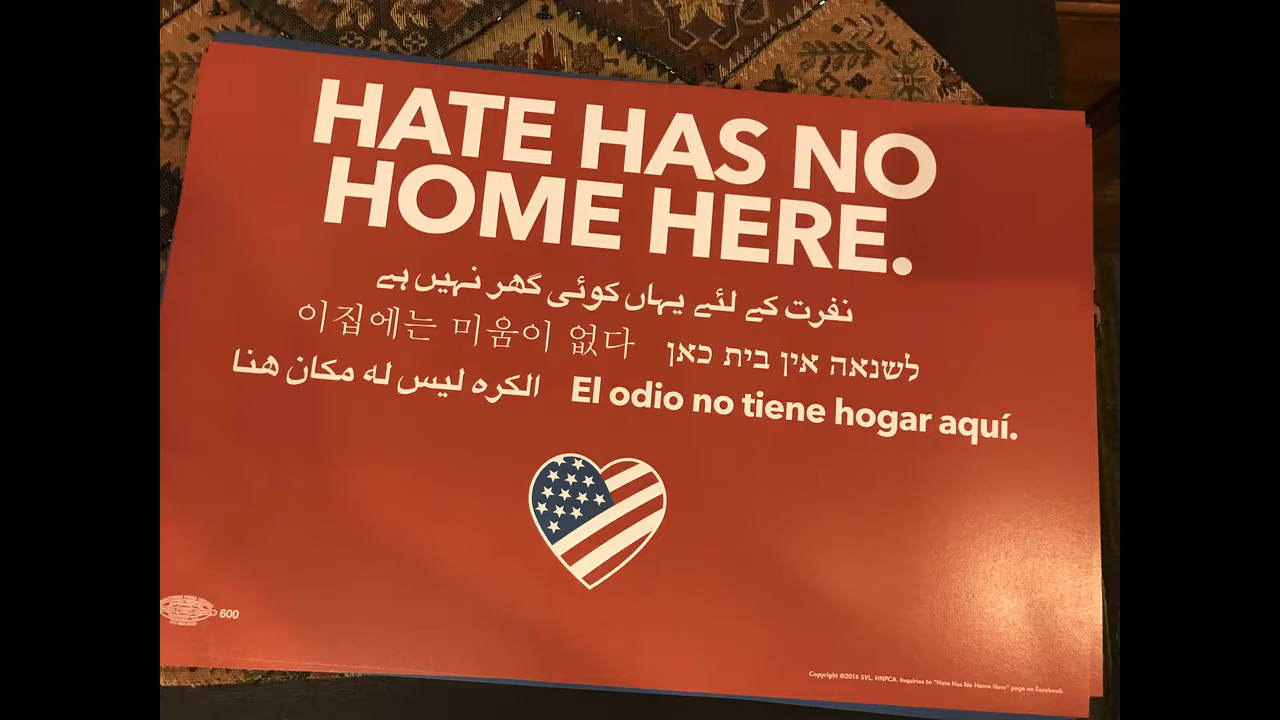 HATE HAS NO
HOME HERE.
نفرت کے لئے یہاں کوئی گھر نہیں ہے
이집에는 미움이 없다 לשנאה אין בית כאן
الكره ليس له مكان هنا El odio no tiene hogar aquí.
600
Copyright ©2016 SVL, HNPCA. Inquiries to "Hate Has No Home Here" page on Facebook.